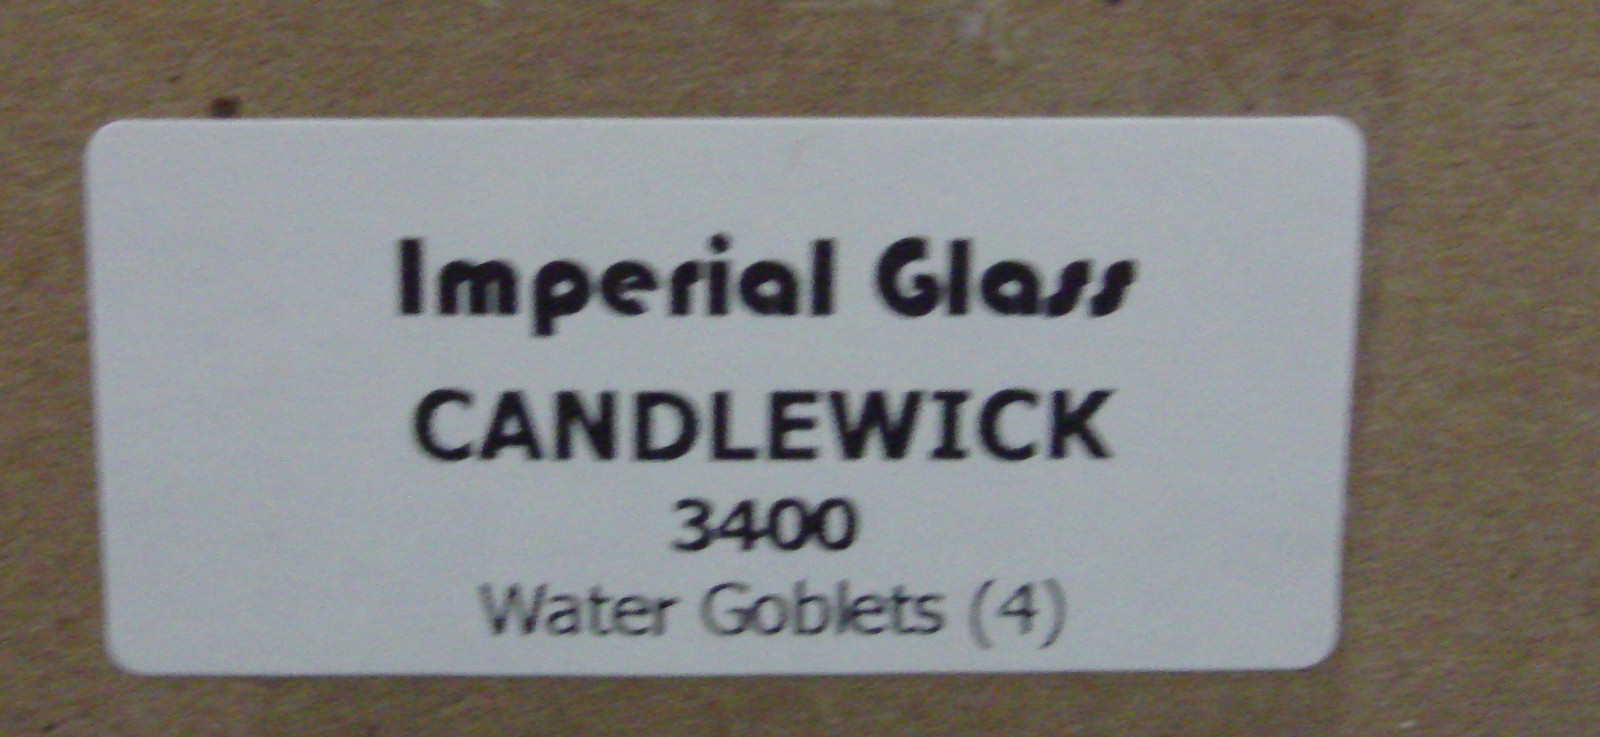 Imperial Glass
CANDLEWICK
3400
Water Goblets (4)